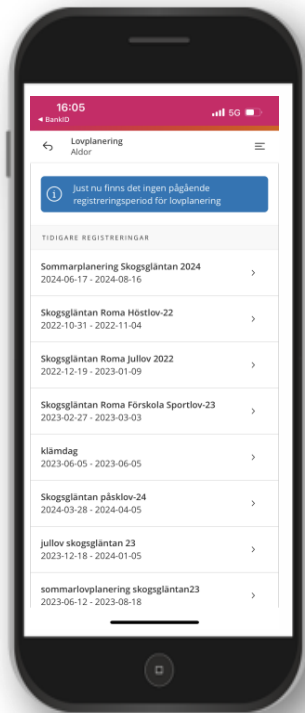 16:05
5G
BankID
Lovplanering
Aldor
Just nu finns det ingen pågående
registreringsperiod för lovplanering
TIDIGARE REGISTRERINGAR
Sommarplanering Skogsgläntan 2024
2024-06-17 - 2024-08-16
Skogsgläntan Roma Höstlov-22
2022-10-31 - 2022-11-04
Skogsgläntan Roma Jullov 2022
2022-12-19 - 2023-01-09
Skogsgläntan Roma Förskola Sportlov-23
2023-02-27 - 2023-03-03
klämdag
2023-06-05 - 2023-06-05
Skogsgläntan påsklov-24
2024-03-28 - 2024-04-05
jullov skogsgläntan 23
2023-12-18 - 2024-01-05
sommarlovplanering skogsgläntan23
2023-06-12 - 2023-08-18